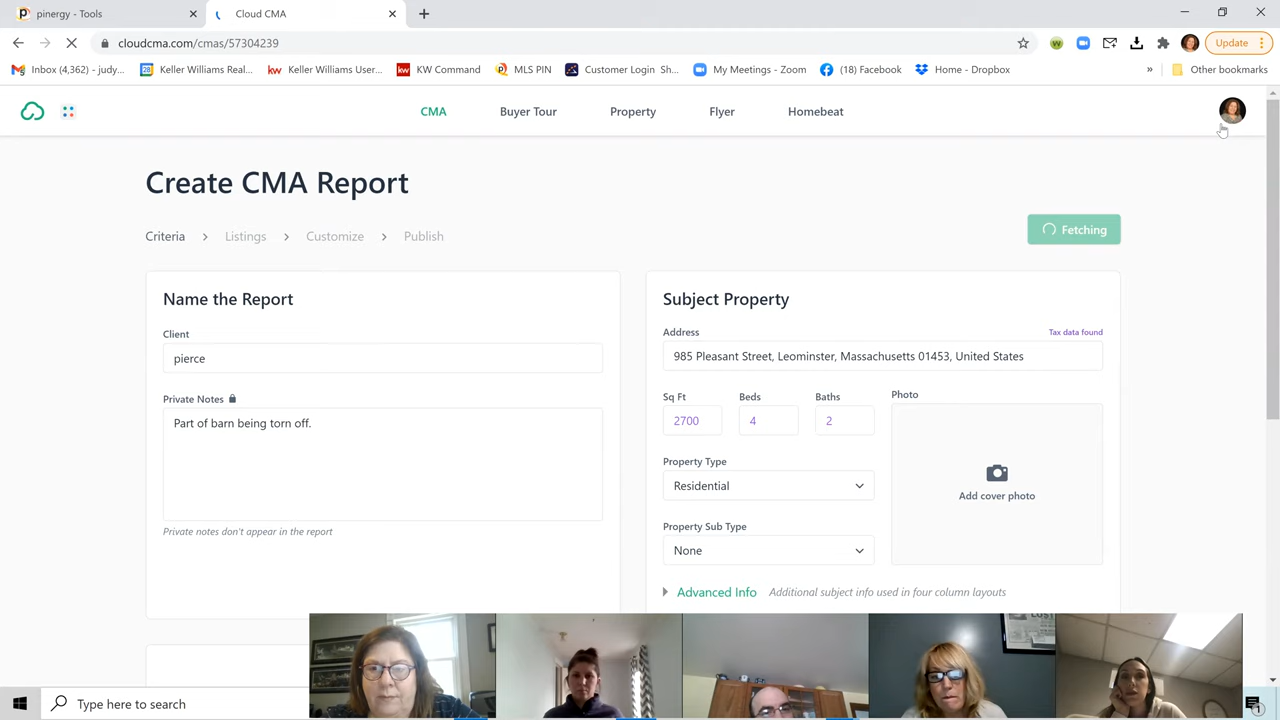 pinergy - Tools
Cloud CMA
cloudcma.com/cmas/57304239
Update
Inbox (4,362) - judy...
Keller Williams Real...
Keller Williams User...
KW Command
MLS PIN
Customer Login Sh...
My Meetings - Zoom
(18) Facebook
Home - Dropbox
»
Other bookmarks
CMA
Buyer Tour
Property
Flyer
Homebeat
Create CMA Report
Criteria > Listings > Customize > Publish
Fetching
Name the Report
Client
pierce
Private Notes
Part of barn being torn off.
Private notes don't appear in the report
Subject Property
Address
Tax data found
985 Pleasant Street, Leominster, Massachusetts 01453, United States
Sq Ft
Beds
Baths
Photo
2700
4
2
Property Type
Residential
Add cover photo
Property Sub Type
None
Advanced Info
Additional subject info used in four column layouts
Type here to search
1